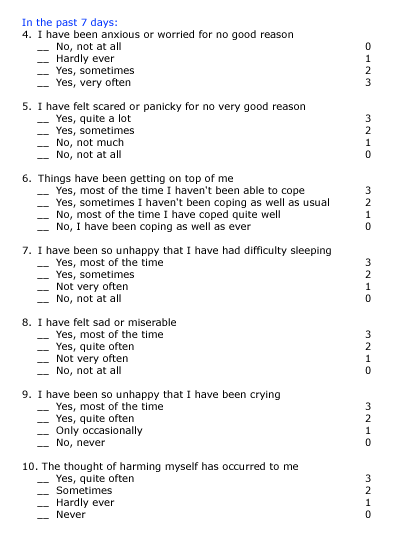 In the past 7 days:
4. I have been anxious or worried for no good reason
__ No, not at all 0
__ Hardly ever 1
__ Yes, sometimes 2
__ Yes, very often 3
5. I have felt scared or panicky for no very good reason
__ Yes, quite a lot 3
__ Yes, sometimes 2
__ No, not much 1
__ No, not at all 0
6. Things have been getting on top of me
__ Yes, most of the time I haven't been able to cope 3
__ Yes, sometimes I haven't been coping as well as usual 2
__ No, most of the time I have coped quite well 1
__ No, I have been coping as well as ever 0
7. I have been so unhappy that I have had difficulty sleeping
__ Yes, most of the time 3
__ Yes, sometimes 2
__ Not very often 1
__ No, not at all 0
8. I have felt sad or miserable
__ Yes, most of the time 3
__ Yes, quite often 2
__ Not very often 1
__ No, not at all 0
9. I have been so unhappy that I have been crying
__ Yes, most of the time 3
__ Yes, quite often 2
__ Only occasionally 1
__ No, never 0
10. The thought of harming myself has occurred to me
__ Yes, quite often 3
__ Sometimes 2
__ Hardly ever 1
__ Never 0